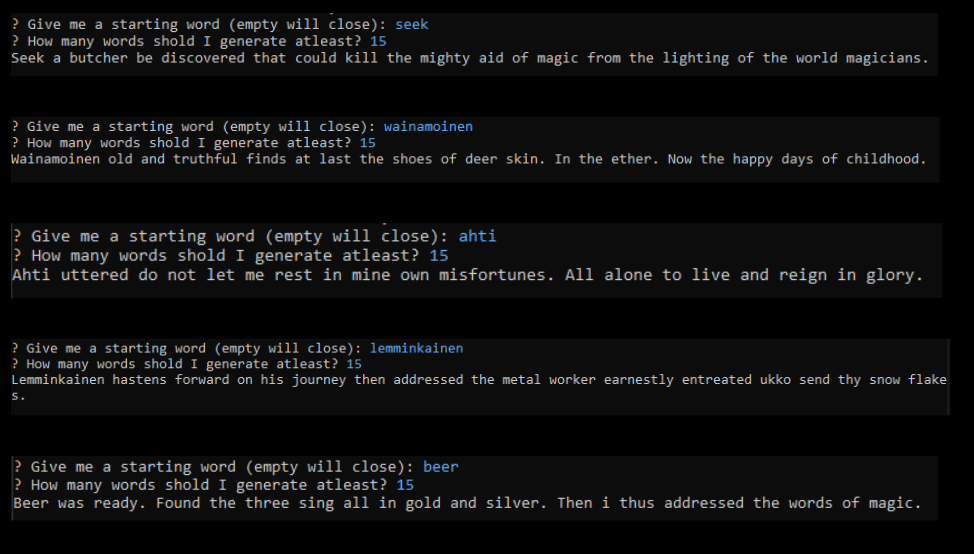 ? Give me a starting word (empty will close): seek
? How many words shold I generate atleast? 15
Seek a butcher be discovered that could kill the mighty aid of magic from the lighting of the world magicians.
? Give me a starting word (empty will close): wainamoinen
? How many words shold I generate atleast? 15
Wainamoinen old and truthful finds at last the shoes of deer skin. In the ether. Now the happy days of childhood.
? Give me a starting word (empty will close): ahti
? How many words shold I generate atleast? 15
Ahti uttered do not let me rest in mine own misfortunes. All alone to live and reign in glory.
? Give me a starting word (empty will close): lemminkainen
? How many words shold I generate atleast? 15
Lemminkainen hastens forward on his journey then addressed the metal worker earnestly entreated ukko send thy snow flake
s.
? Give me a starting word (empty will close): beer
? How many words shold I generate atleast? 15
Beer was ready. Found the three sing all in gold and silver. Then i thus addressed the words of magic.